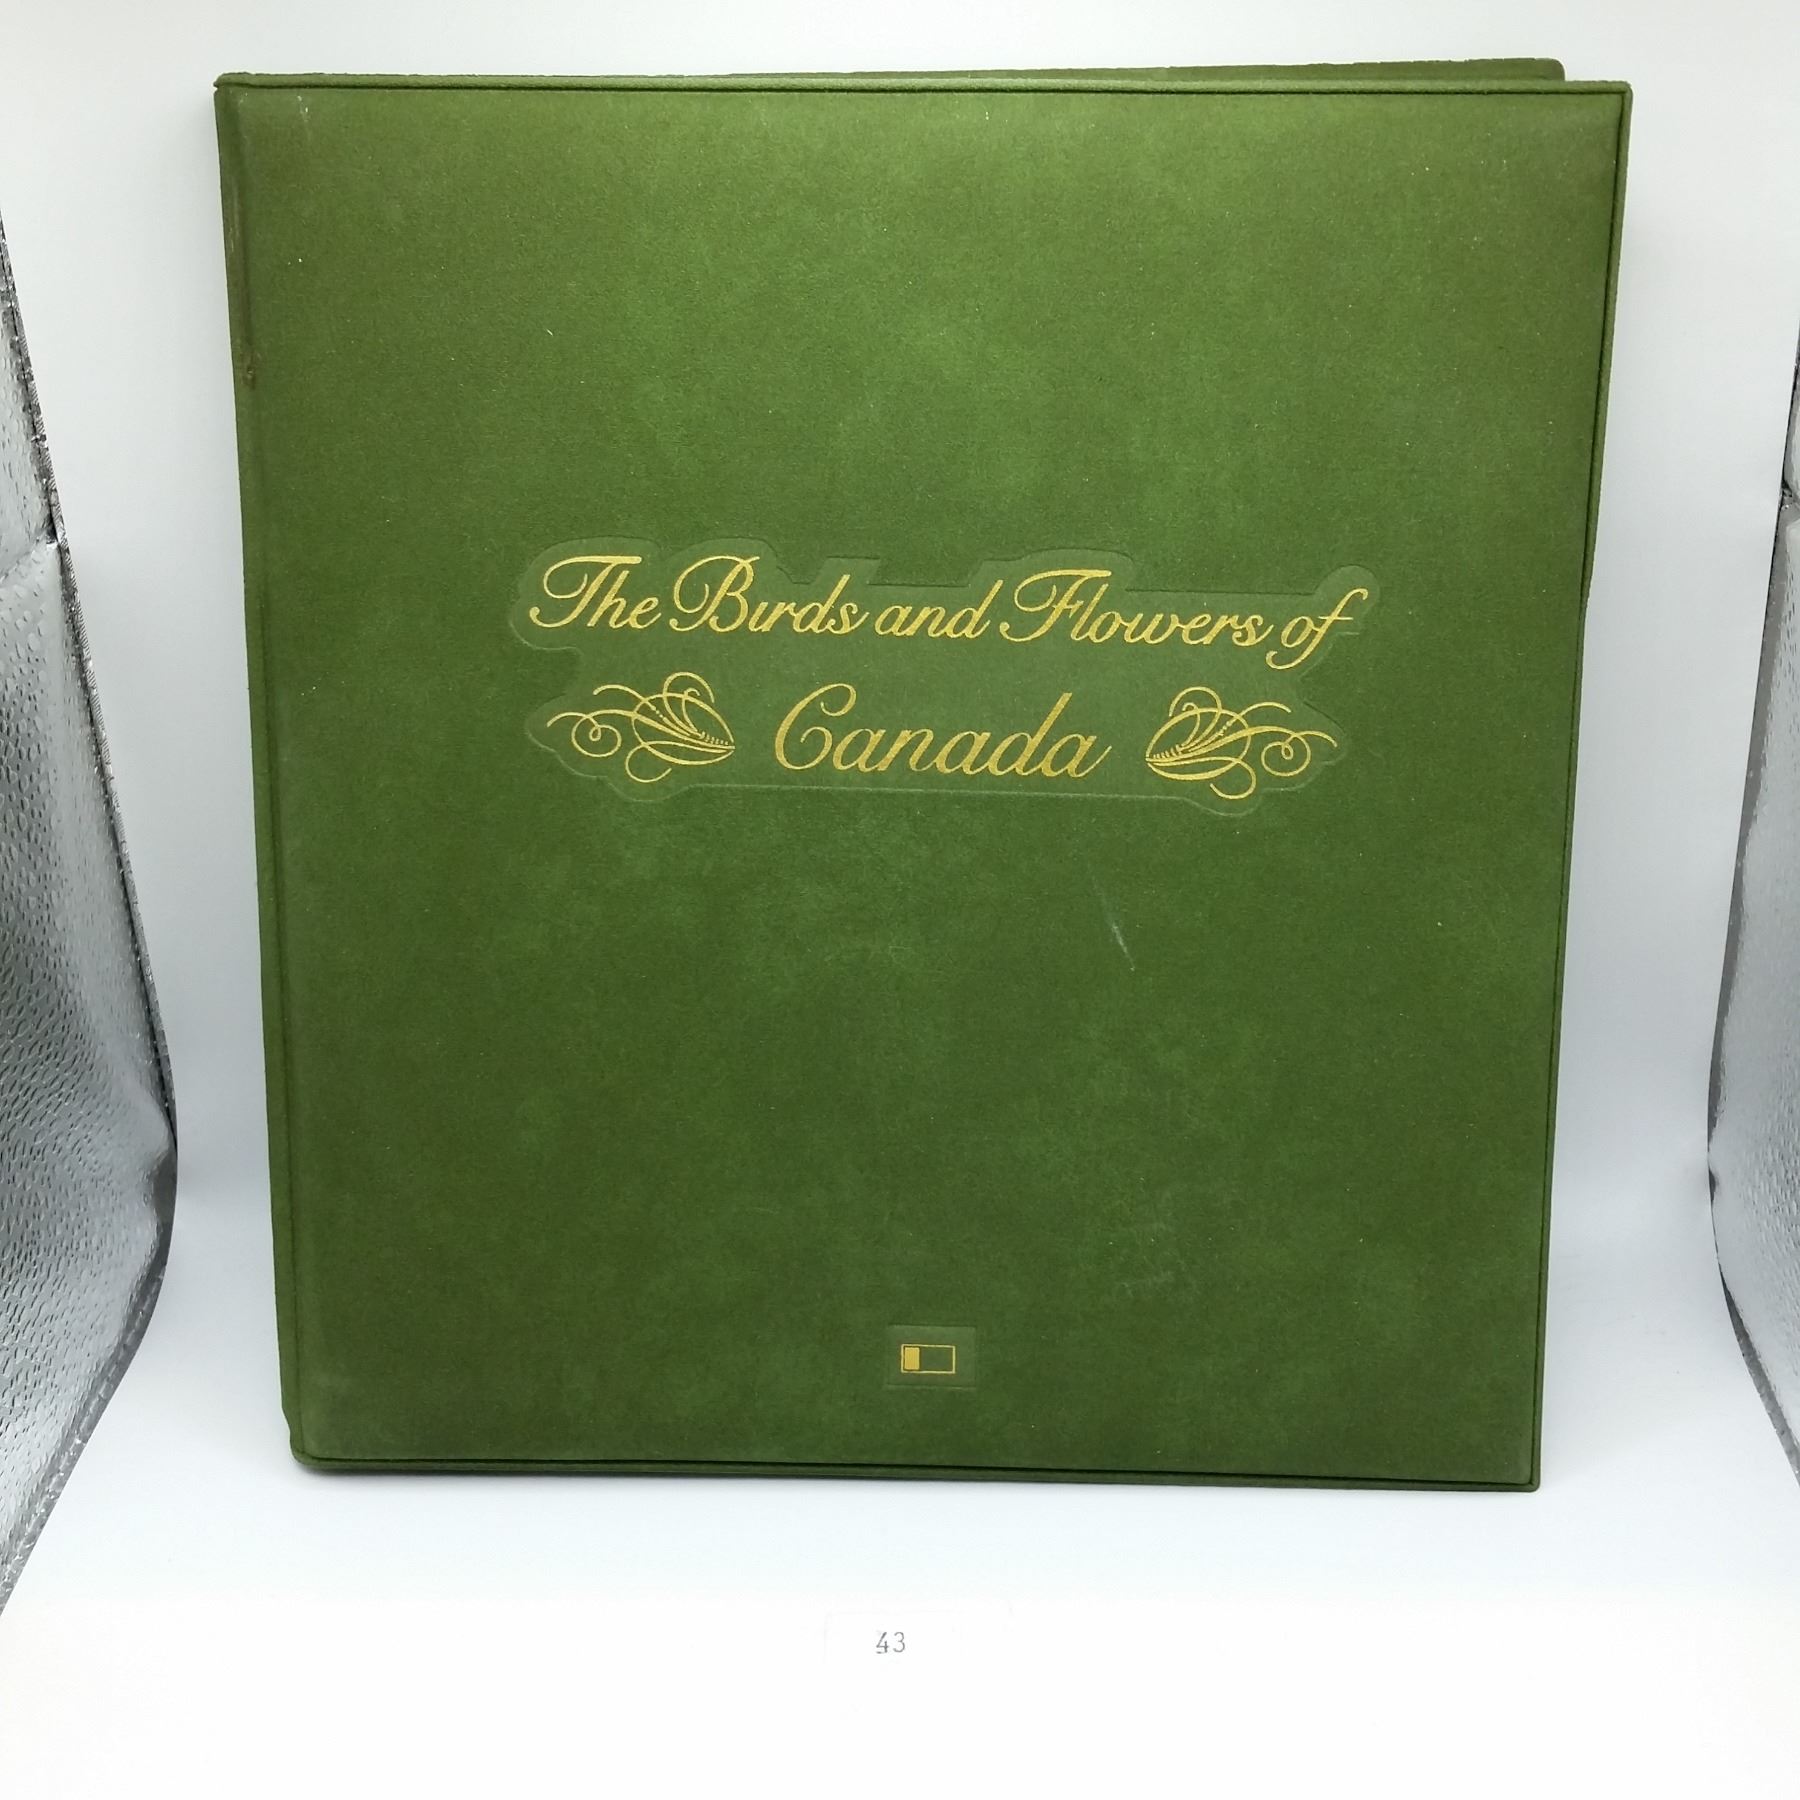 The Birds and Flowers of
Canada
43